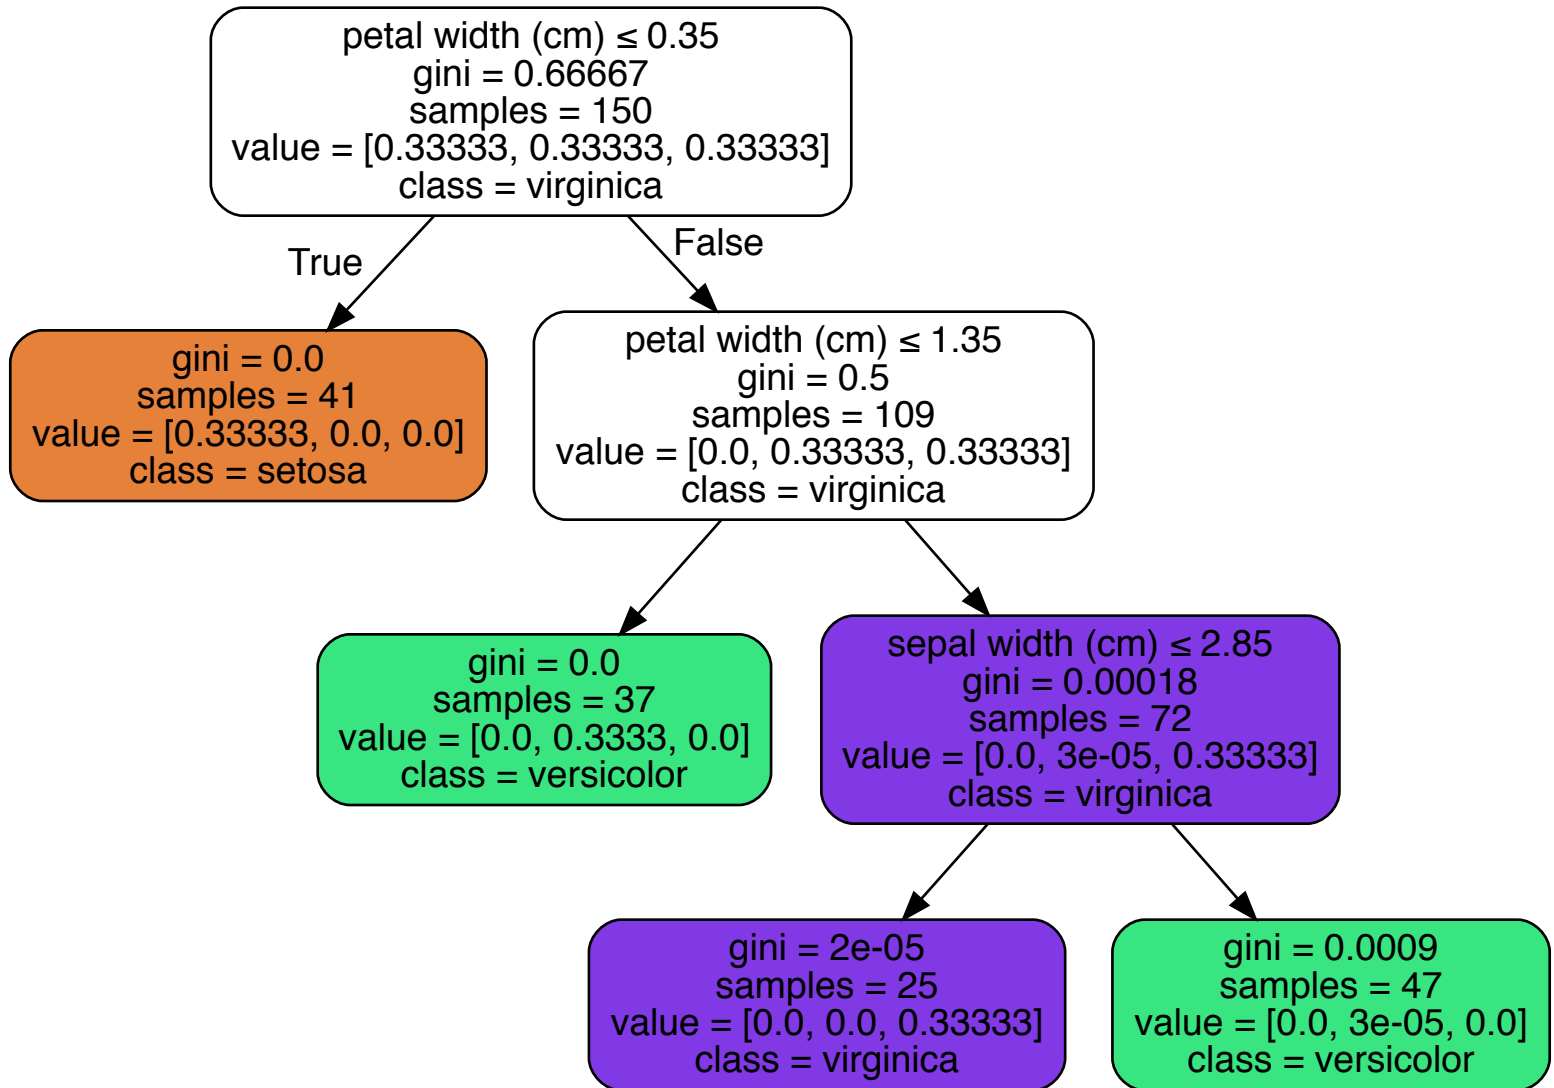 petal width (cm) ≤ 0.35
gini = 0.66667
samples = 150
value = [0.33333, 0.33333, 0.33333]
class = virginica
True
False
gini = 0.0
samples = 41
value = [0.33333, 0.0, 0.0]
class = setosa
petal width (cm) ≤ 1.35
gini = 0.5
samples = 109
value = [0.0, 0.33333, 0.33333]
class = virginica
gini = 0.0
samples = 37
value = [0.0, 0.3333, 0.0]
class = versicolor
sepal width (cm) ≤ 2.85
gini = 0.00018
samples = 72
value = [0.0, 3e-05, 0.33333]
class = virginica
gini = 2e-05
samples = 25
value = [0.0, 0.0, 0.33333]
class = virginica
gini = 0.0009
samples = 47
value = [0.0, 3e-05, 0.0]
class = versicolor